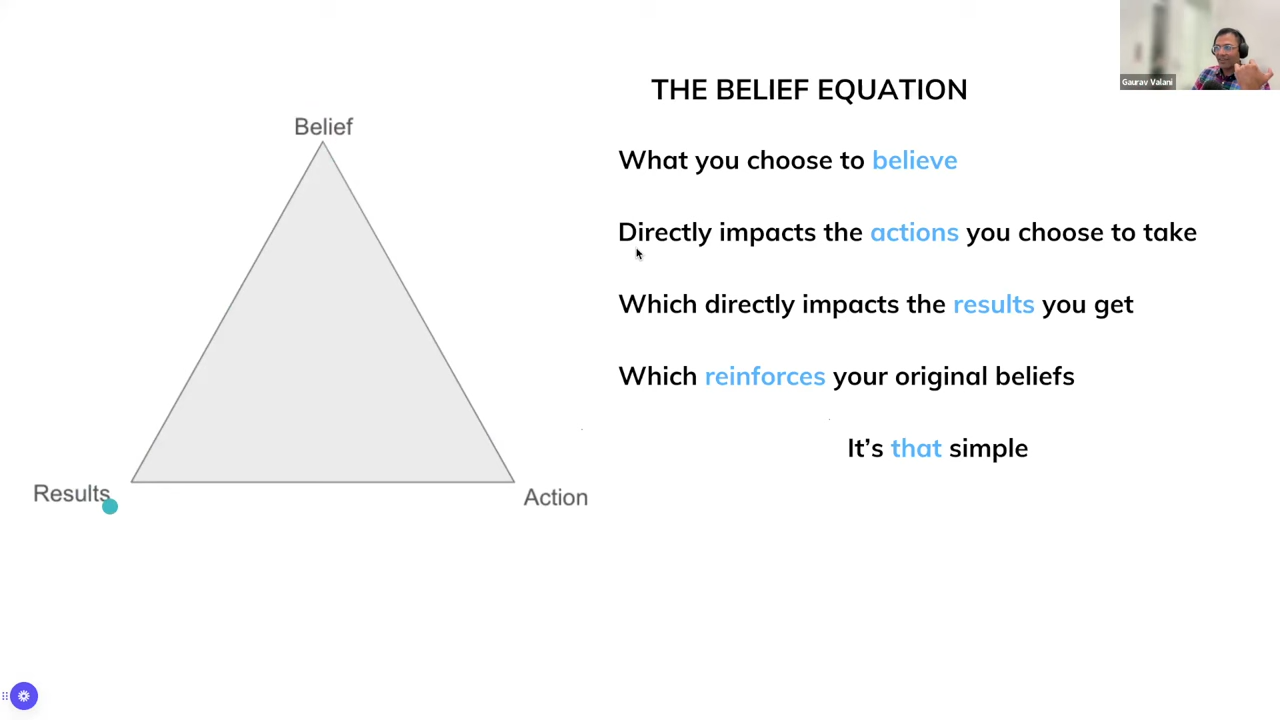 Gaurav Valani
THE BELIEF EQUATION
Belief
What you choose to believe
Directly impacts the actions you choose to take
Which directly impacts the results you get
Which reinforces your original beliefs
It’s that simple
Results
Action